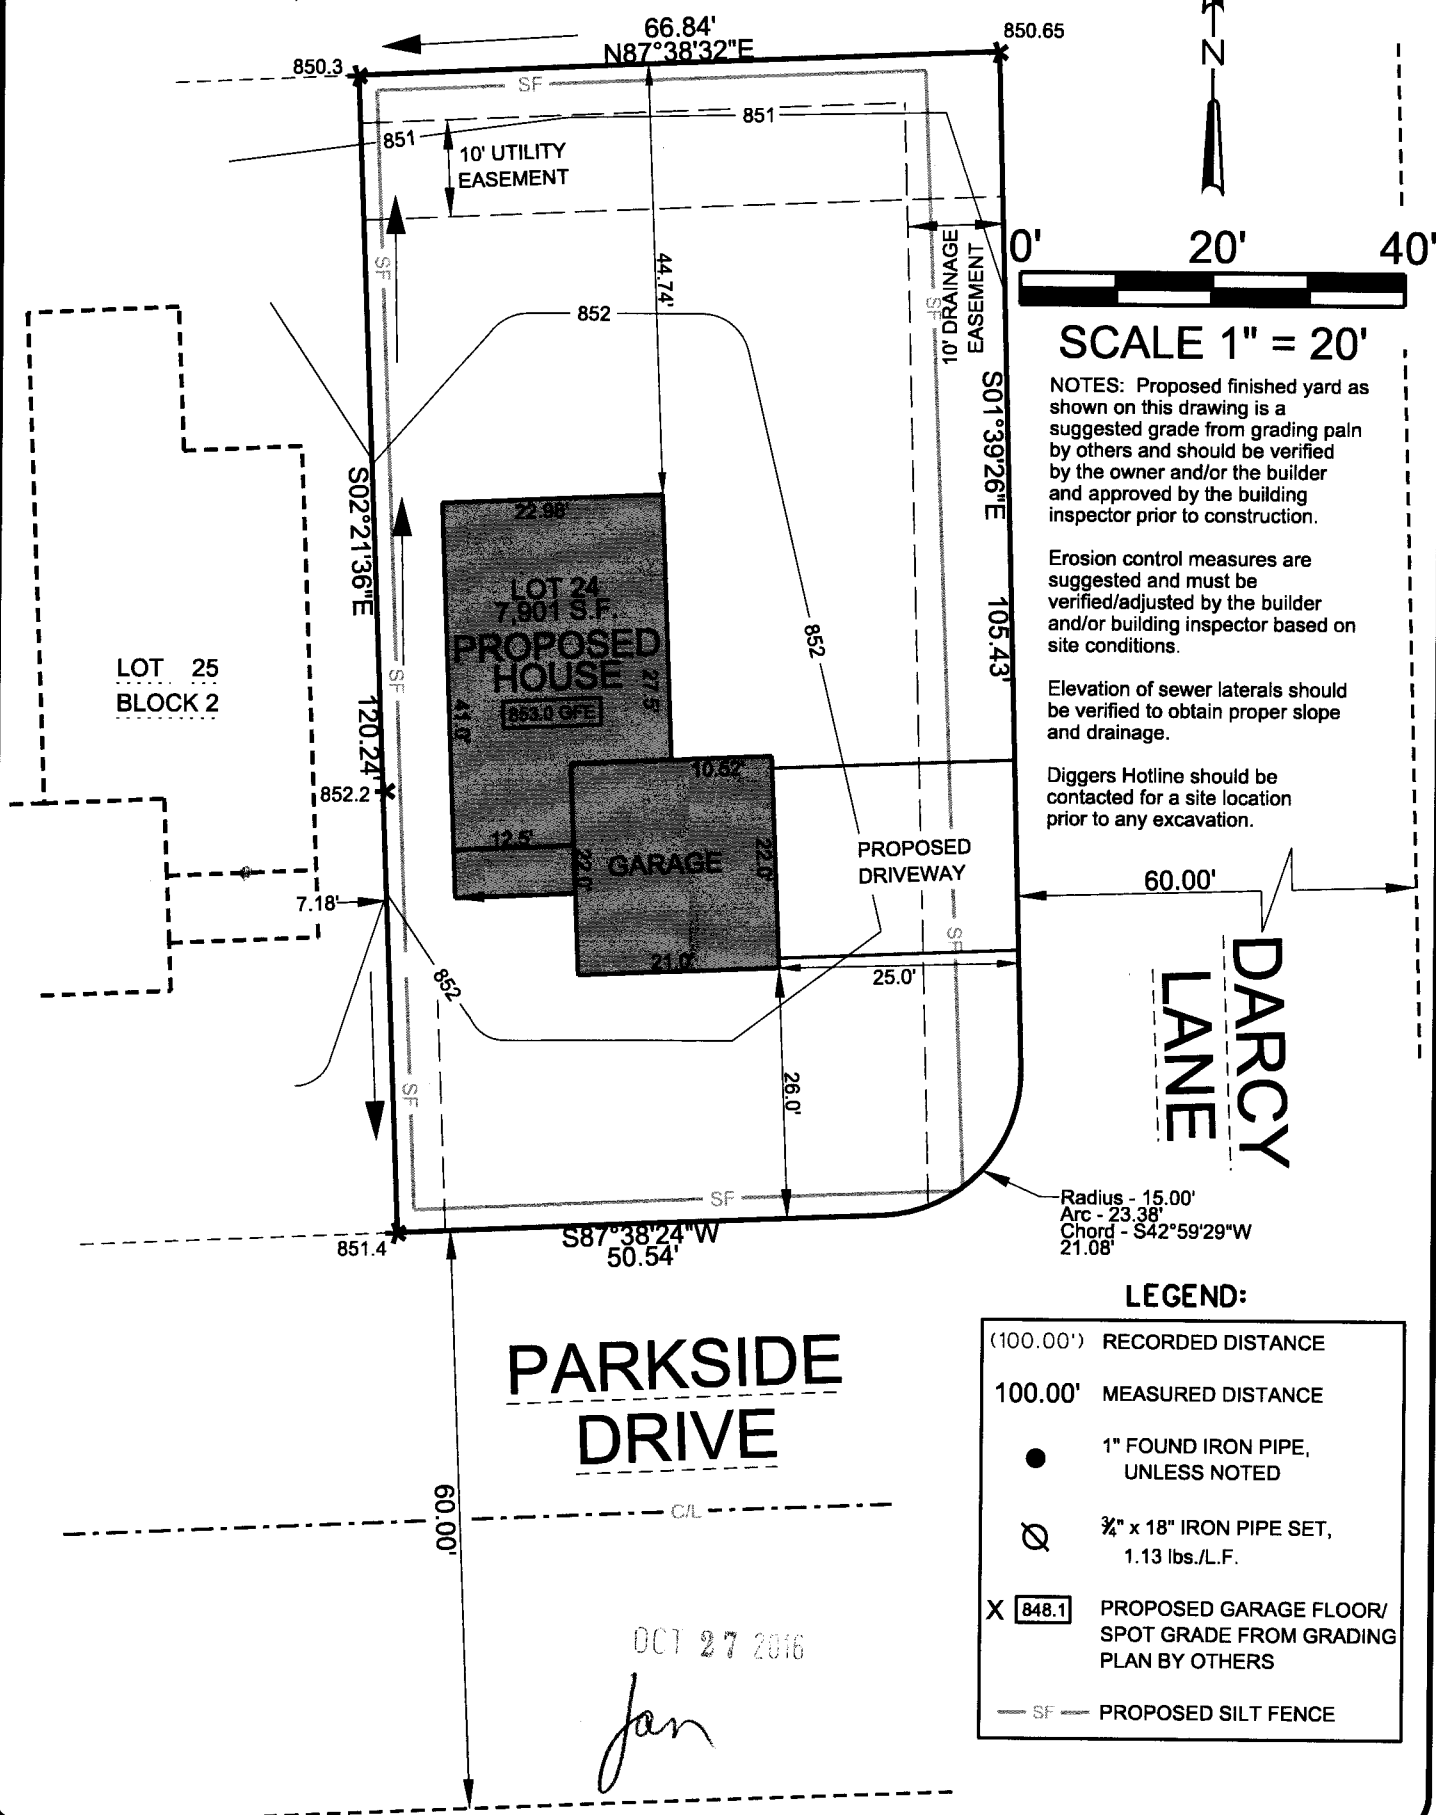 66.84'
N87°38'32"E
850.65
850.3
N
SF
851
851
10' UTILITY
EASEMENT
0' 20' 40'
SCALE 1" = 20'
10' DRAINAGE
EASEMENT
SF
SF
44.74'
852
NOTES: Proposed finished yard as
shown on this drawing is a
suggested grade from grading paln
by others and should be verified
by the owner and/or the builder
and approved by the building
inspector prior to construction.
Erosion control measures are
suggested and must be
verified/adjusted by the builder
and/or building inspector based on
site conditions.
Elevation of sewer laterals should
be verified to obtain proper slope
and drainage.
Diggers Hotline should be
contacted for a site location
prior to any excavation.
S01°39'26"E 105.43'
S02°21'36"E 120.24'
22.98'
LOT 24
7,901 S.F.
PROPOSED
HOUSE
853.0 GFE
27.5'
41.0'
852
SF
LOT 25
BLOCK 2
852.2
10.52'
12.5'
22.0'
GARAGE
22.0'
21.0'
PROPOSED
DRIVEWAY
7.18'
60.00'
SF
25.0'
852
DARCY
LANE
26.0'
SF
SF
Radius - 15.00'
Arc - 23.38'
Chord - S42°59'29"W
21.08'
851.4
S87°38'24"W
50.54'
PARKSIDE
DRIVE
60.00'
C/L
LEGEND:
(100.00') RECORDED DISTANCE
100.00' MEASURED DISTANCE
1" FOUND IRON PIPE,
UNLESS NOTED
¾" x 18" IRON PIPE SET,
1.13 lbs./L.F.
X 848.1 PROPOSED GARAGE FLOOR/
SPOT GRADE FROM GRADING
PLAN BY OTHERS
SF PROPOSED SILT FENCE
OCT 27 2016
Jan